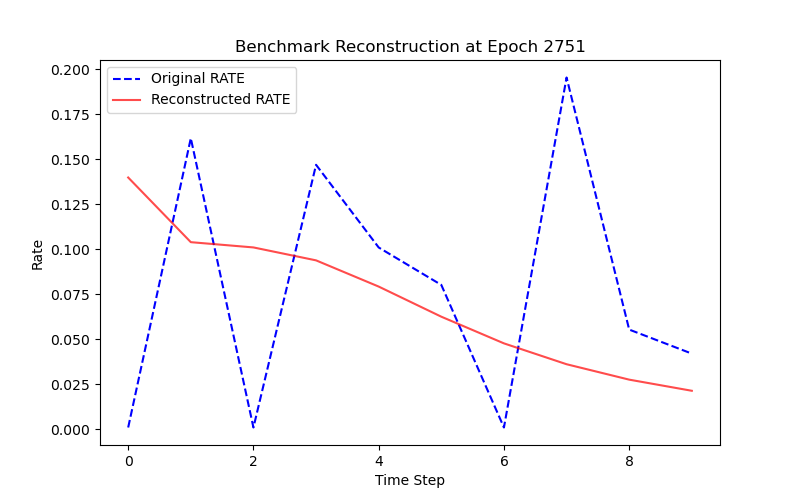 Benchmark Reconstruction at Epoch 2751
Original RATE
Reconstructed RATE
0.200
0.175
0.150
0.125
0.100
0.075
0.050
0.025
0.000
Rate
0 2 4 6 8
Time Step